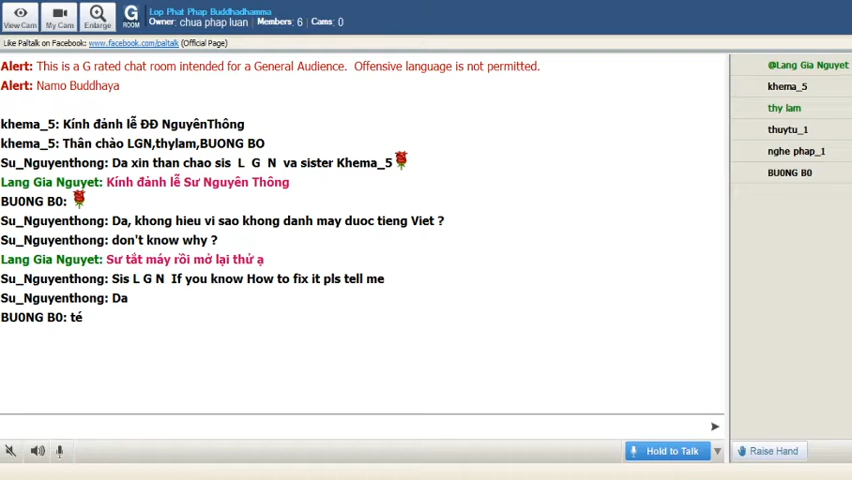 View Cam
My Cam
Enlarge
G
ROOM
Lop Phat Phap Buddhadhamma
Owner: chua phap luan Members: 6 Cams: 0
Like Paltalk on Facebook: www.facebook.com/paltalk (Official Page)
Alert: This is a G rated chat room intended for a General Audience. Offensive language is not permitted.
Alert: Namo Buddhaya
khema_5: Kính đảnh lễ ĐĐ NguyênThông
khema_5: Thân chào LGN,thylam,BUONG BO
Su_Nguyenthong: Da xin than chao sis L G N va sister Khema_5
Lang Gia Nguyet: Kính đảnh lễ Sư Nguyên Thông
BU0NG B0:
Su_Nguyenthong: Da, khong hieu vi sao khong danh may duoc tieng Viet ?
Su_Nguyenthong: don't know why ?
Lang Gia Nguyet: Sư tắt máy rồi mở lại thử ạ
Su_Nguyenthong: Sis L G N If you know How to fix it pls tell me
Su_Nguyenthong: Da
BU0NG B0: té
Hold to Talk
@Lang Gia Nguyet
khema_5
thy lam
thuytu_1
nghe phap_1
BU0NG B0
Raise Hand